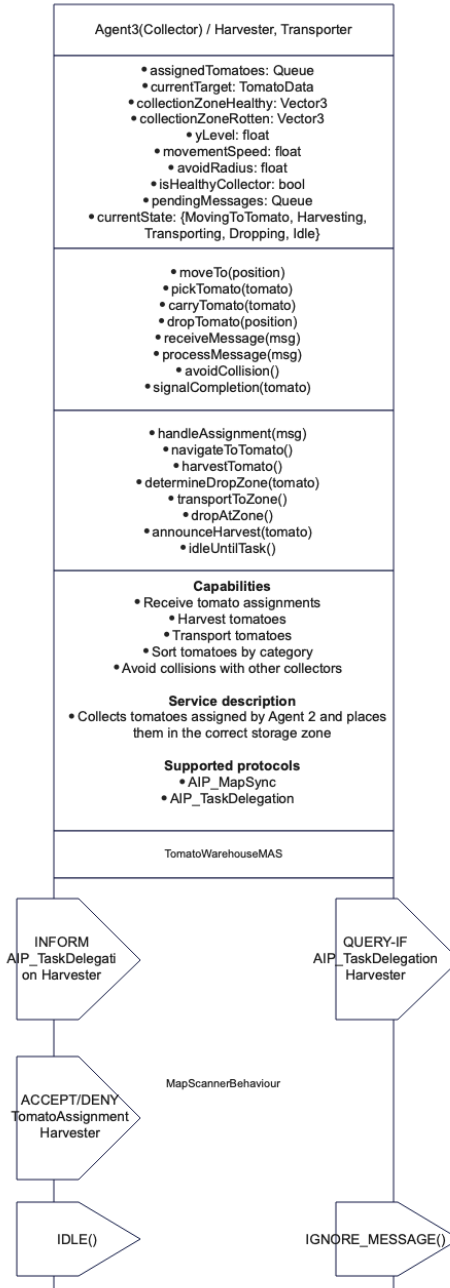 Agent3(Collector) / Harvester, Transporter
• assignedTomatoes: Queue
• currentTarget: TomatoData
• collectionZoneHealthy: Vector3
• collectionZoneRotten: Vector3
• yLevel: float
• movementSpeed: float
• avoidRadius: float
• isHealthyCollector: bool
• pendingMessages: Queue
• currentState: {MovingToTomato, Harvesting,
Transporting, Dropping, Idle}
• moveTo(position)
• pickTomato(tomato)
• carryTomato(tomato)
• dropTomato(position)
• receiveMessage(msg)
• processMessage(msg)
• avoidCollision()
• signalCompletion(tomato)
• handleAssignment(msg)
• navigateToTomato()
• harvestTomato()
• determineDropZone(tomato)
• transportToZone()
• dropAtZone()
• announceHarvest(tomato)
• idleUntilTask()
Capabilities
• Receive tomato assignments
• Harvest tomatoes
• Transport tomatoes
• Sort tomatoes by category
• Avoid collisions with other collectors
Service description
• Collects tomatoes assigned by Agent 2 and places
them in the correct storage zone
Supported protocols
• AIP_MapSync
• AIP_TaskDelegation
TomatoWarehouseMAS
INFORM
AIP_TaskDelegati
on Harvester
QUERY-IF
AIP_TaskDelegation
Harvester
ACCEPT/DENY
TomatoAssignment
Harvester
MapScannerBehaviour
IDLE()
IGNORE_MESSAGE()